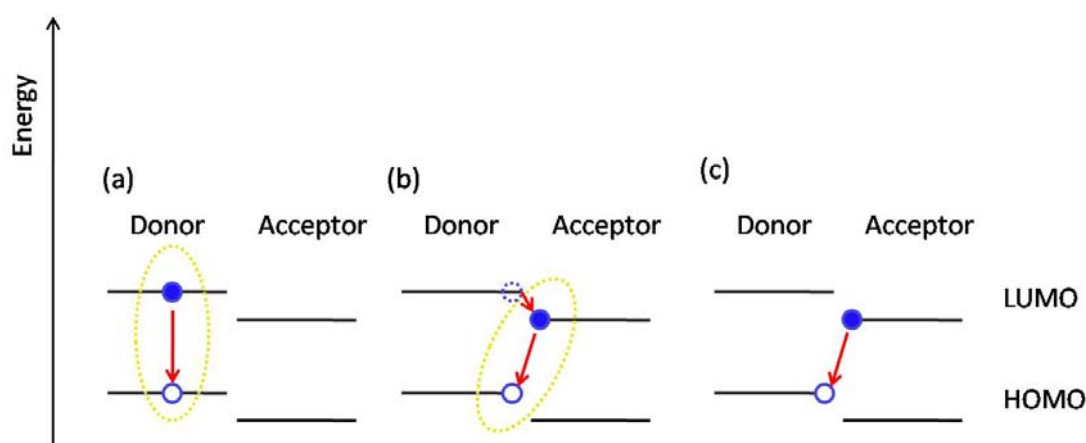 Energy
(a)
(b)
(c)
Donor Acceptor
Donor Acceptor
Donor Acceptor
LUMO
HOMO